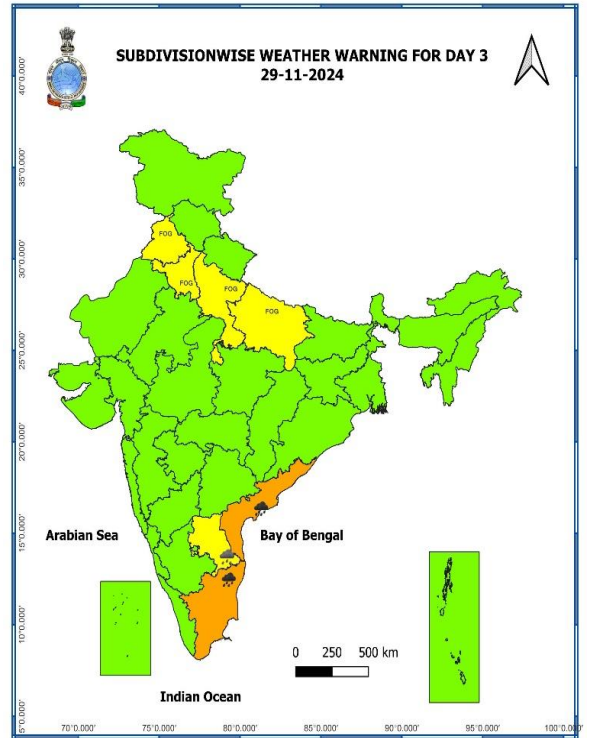 SUBDIVISIONWISE WEATHER WARNING FOR DAY 3
29-11-2024
40°0.000'
35°0.000'
30°0.000'
25°0.000'
20°0.000'
15°0.000'
10°0.000'
5°0.000'
FOG
FOG
FOG
FOG
Arabian Sea
Bay of Bengal
0 250 500 km
Indian Ocean
70°0.000' 75°0.000' 80°0.000' 85°0.000' 90°0.000' 95°0.000' 100°0.000'